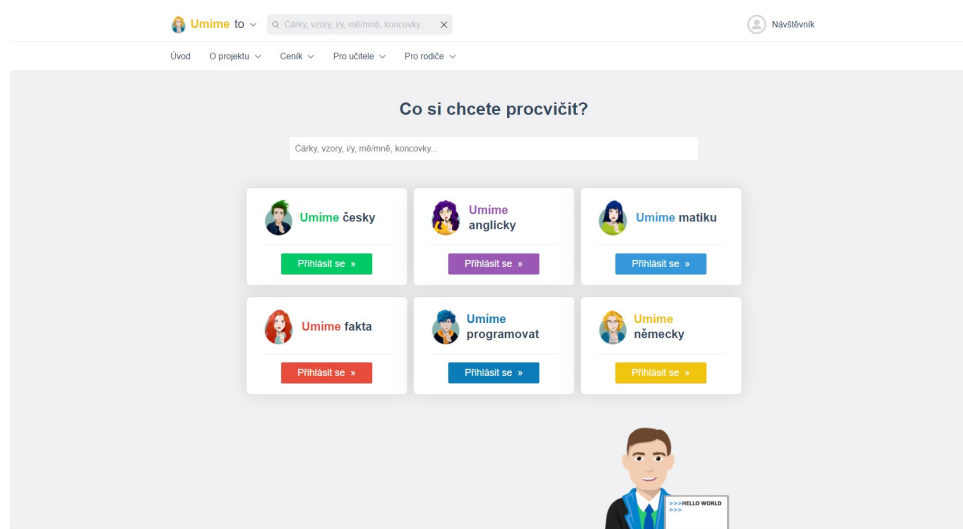 Umíme to
Čárky, vzory, i/y, mě/mně, koncovky...
Návštěvník
Úvod
O projektu
Ceník
Pro učitele
Pro rodiče
Co si chcete procvičit?
Čárky, vzory, i/y, mě/mně, koncovky...
Umíme česky
Umíme
anglicky
Umíme matiku
Přihlásit se »
Přihlásit se »
Přihlásit se »
Umíme fakta
Umíme
programovat
Umíme
německy
Přihlásit se »
Přihlásit se »
Přihlásit se »
>>>HELLO WORLD
>>>